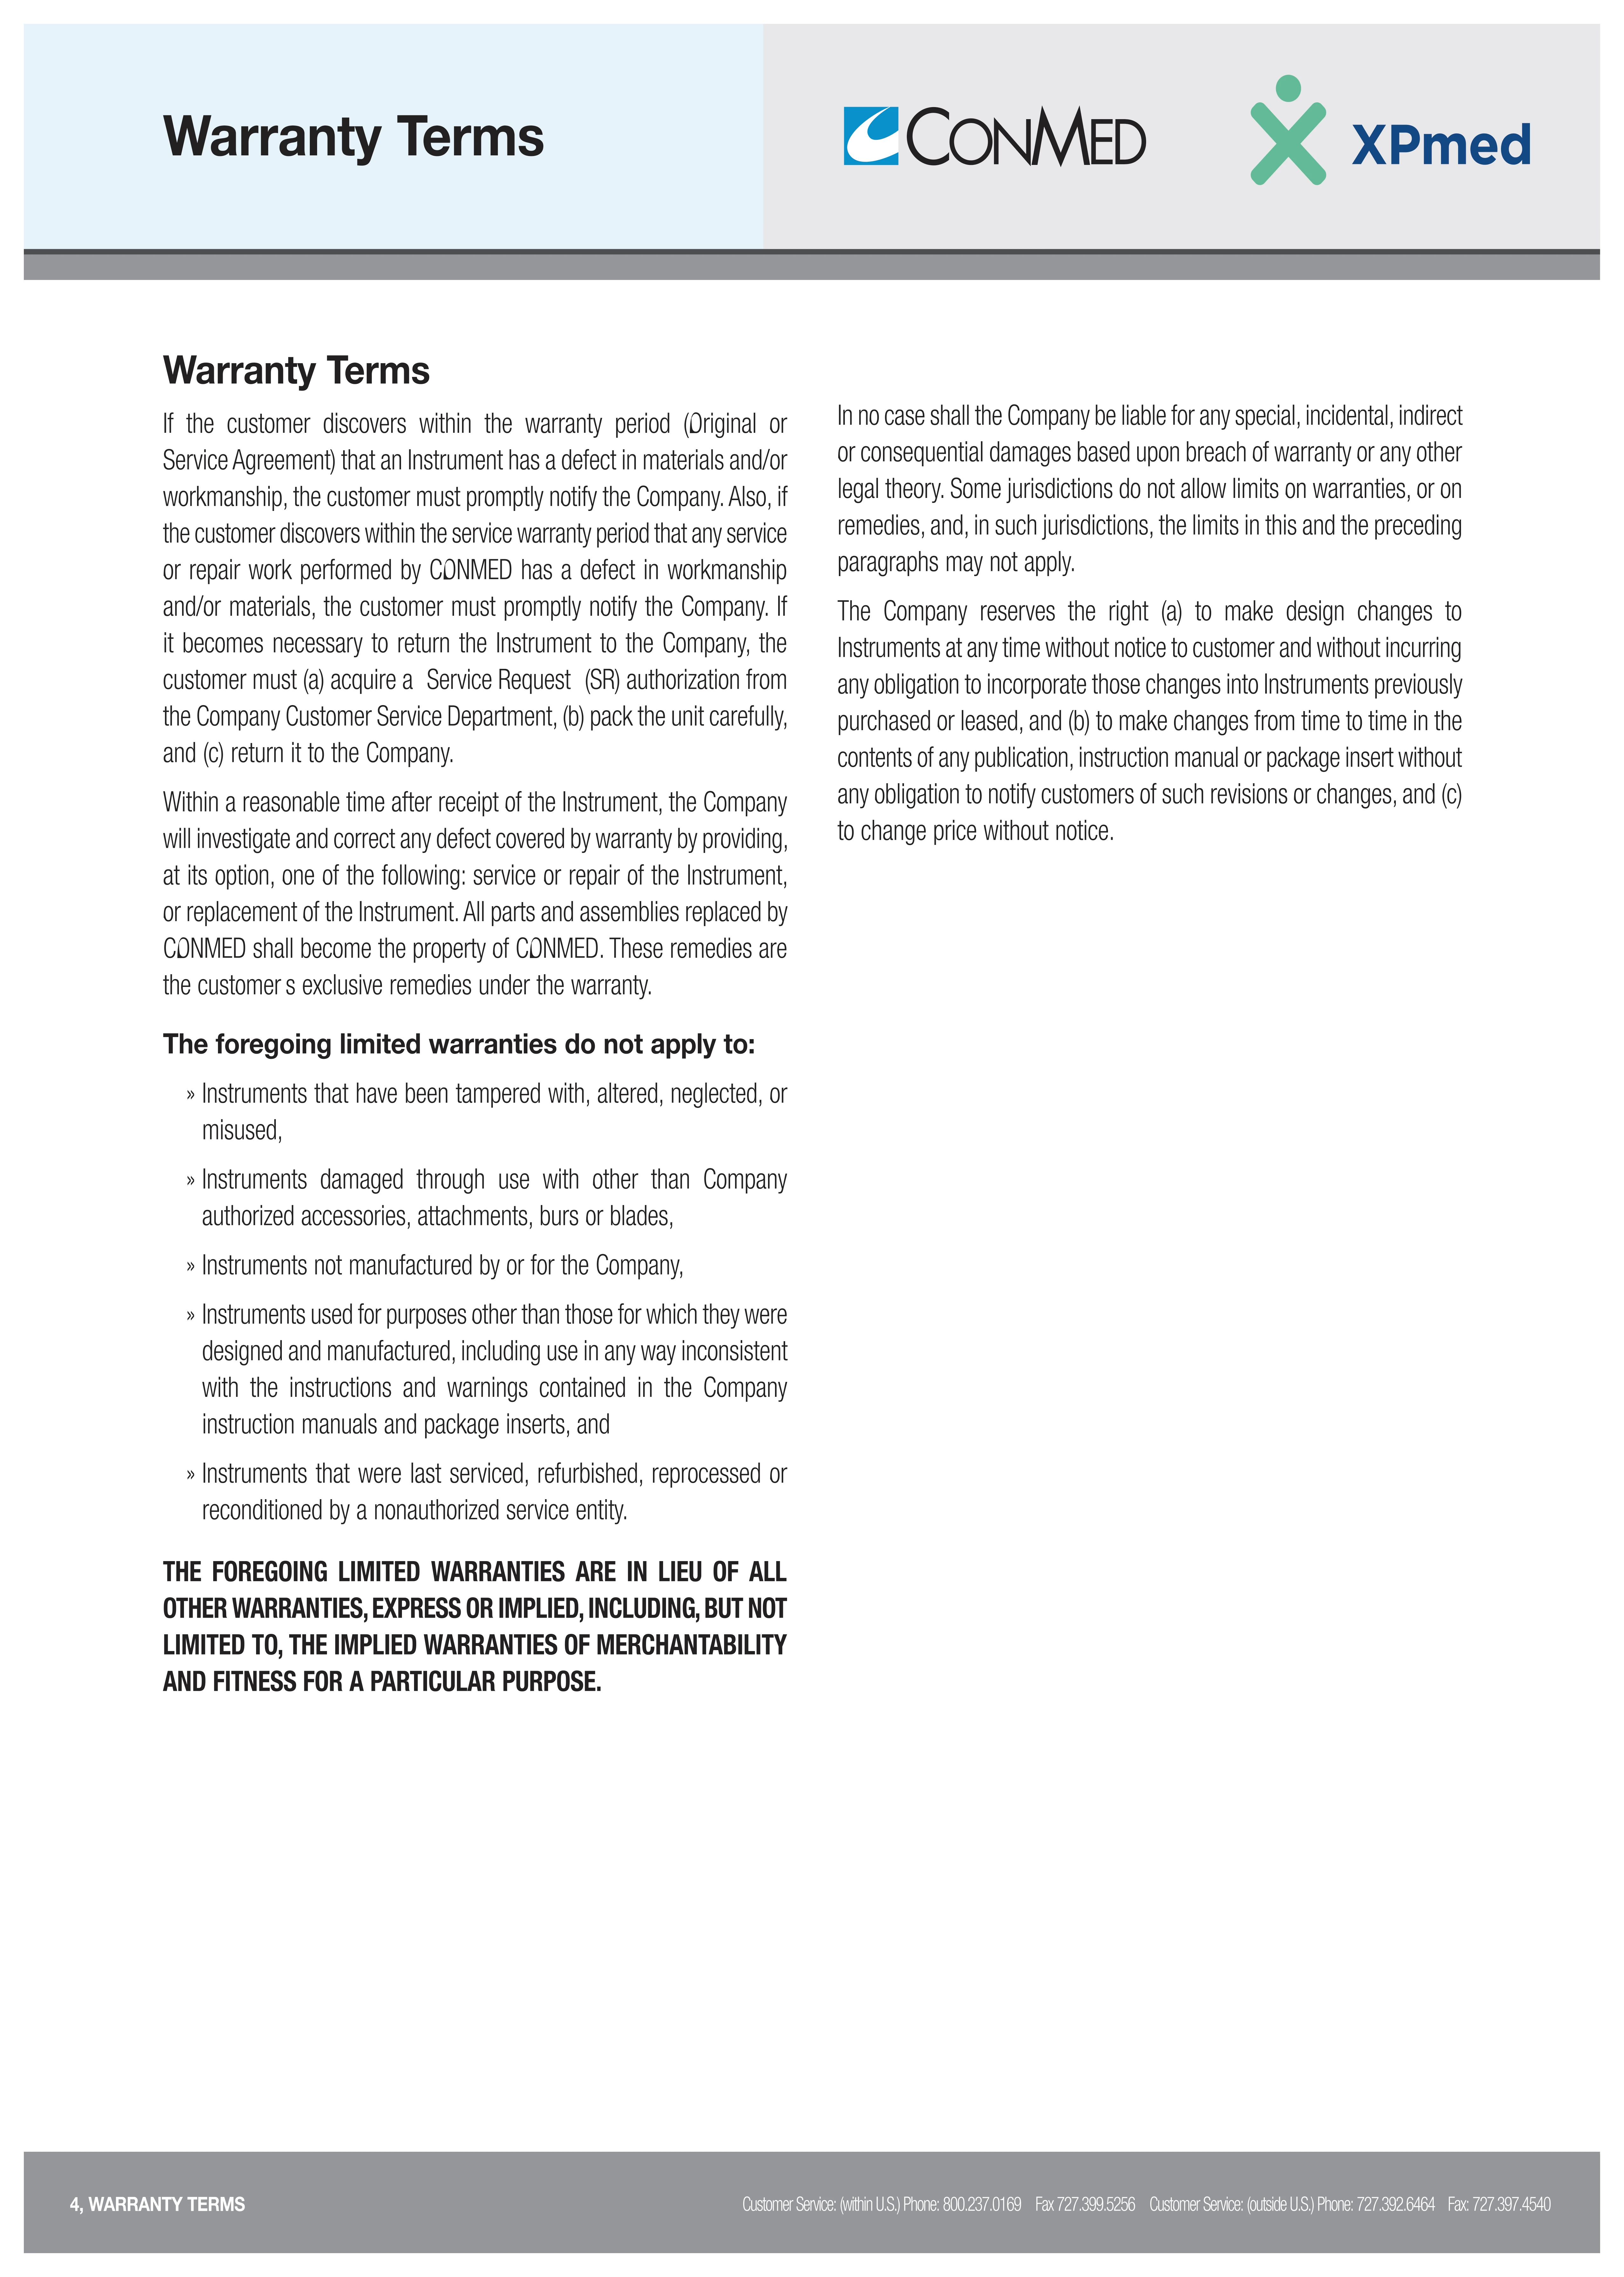 Warranty Terms
CONMED
XPmed
Warranty Terms
If the customer discovers within the warranty period (Original or
Service Agreement) that an Instrument has a defect in materials and/or
workmanship, the customer must promptly notify the Company. Also, if
the customer discovers within the service warranty period that any service
or repair work performed by CONMED has a defect in workmanship
and/or materials, the customer must promptly notify the Company. If
it becomes necessary to return the Instrument to the Company, the
customer must (a) acquire a Service Request (SR) authorization from
the Company Customer Service Department, (b) pack the unit carefully,
and (c) return it to the Company.
Within a reasonable time after receipt of the Instrument, the Company
will investigate and correct any defect covered by warranty by providing,
at its option, one of the following: service or repair of the Instrument,
or replacement of the Instrument. All parts and assemblies replaced by
CONMED shall become the property of CONMED. These remedies are
the customer s exclusive remedies under the warranty.
The foregoing limited warranties do not apply to:
» Instruments that have been tampered with, altered, neglected, or
misused,
» Instruments damaged through use with other than Company
authorized accessories, attachments, burs or blades,
» Instruments not manufactured by or for the Company,
» Instruments used for purposes other than those for which they were
designed and manufactured, including use in any way inconsistent
with the instructions and warnings contained in the Company
instruction manuals and package inserts, and
» Instruments that were last serviced, refurbished, reprocessed or
reconditioned by a nonauthorized service entity.
THE FOREGOING LIMITED WARRANTIES ARE IN LIEU OF ALL
OTHER WARRANTIES, EXPRESS OR IMPLIED, INCLUDING, BUT NOT
LIMITED TO, THE IMPLIED WARRANTIES OF MERCHANTABILITY
AND FITNESS FOR A PARTICULAR PURPOSE.
In no case shall the Company be liable for any special, incidental, indirect
or consequential damages based upon breach of warranty or any other
legal theory. Some jurisdictions do not allow limits on warranties, or on
remedies, and, in such jurisdictions, the limits in this and the preceding
paragraphs may not apply.
The Company reserves the right (a) to make design changes to
Instruments at any time without notice to customer and without incurring
any obligation to incorporate those changes into Instruments previously
purchased or leased, and (b) to make changes from time to time in the
contents of any publication, instruction manual or package insert without
any obligation to notify customers of such revisions or changes, and (c)
to change price without notice.
4, WARRANTY TERMS
Customer Service: (within U.S.) Phone: 800.237.0169 Fax 727.399.5256 Customer Service: (outside U.S.) Phone: 727.392.6464 Fax: 727.397.4540